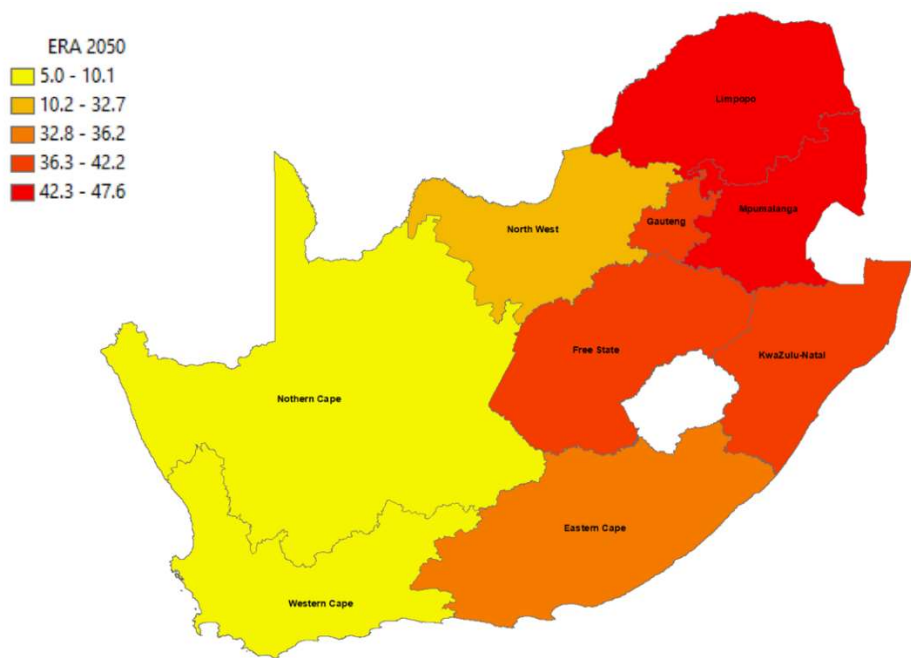 ERA 2050
5.0 - 10.1
10.2 - 32.7
32.8 - 36.2
36.3 - 42.2
42.3 - 47.6
Limpopo
Mpumalanga
Gauteng
North West
Free State
KwaZulu-Natal
Nothern Cape
Eastern Cape
Western Cape